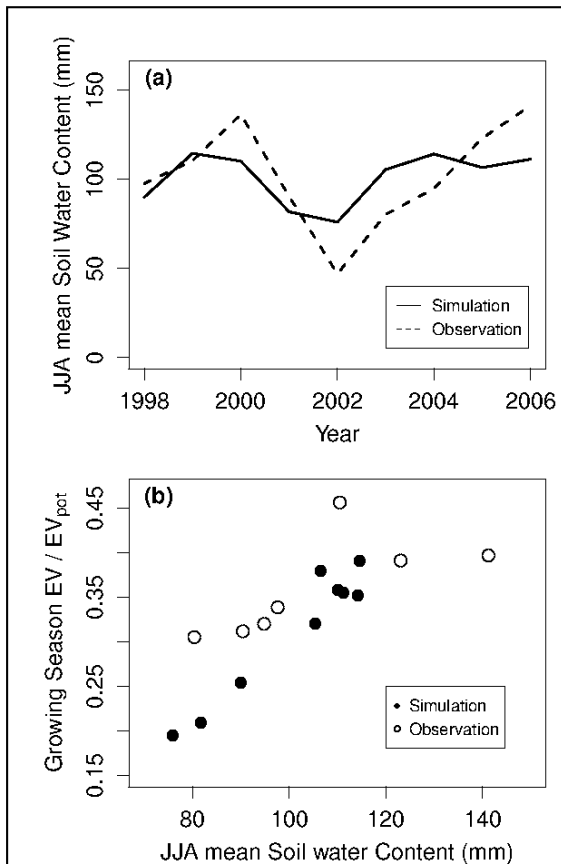 (a)
JJA mean Soil Water Content (mm)
150
100
50
0
Simulation
Observation
1998 2000 2002 2004 2006
Year
(b)
Growing Season EV / EVpot
0.45
0.35
0.25
0.15
Simulation
Observation
80 100 120 140
JJA mean Soil water Content (mm)